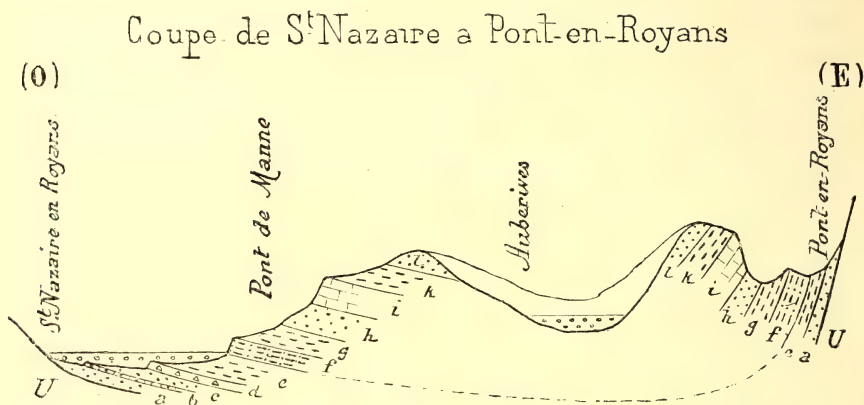 Coupe de St Nazaire a Pont-en-Royans
(O) (E)
St Nazaire en Royans
Pont de Manne
Auberives
Pont-en-Royans
U a b c d e f g h i k l
l k i h g f e a U